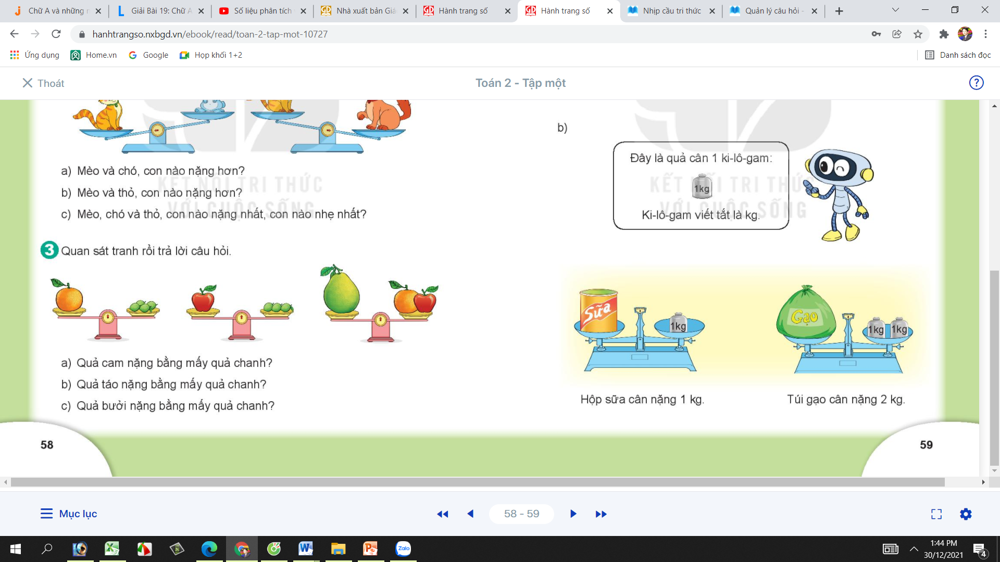 Chữ A và những n
Giải Bài 19: Chữ A
Số liệu phân tích
Nhà xuất bản Giá
Hành trang số
Hành trang số
Nhịp cầu tri thức
Quản lý câu hỏi -
hanhtrangso.nxbgd.vn/ebook/read/toan-2-tap-mot-10727
Ứng dụng
Home.vn
Google
Họp khối 1+2
Danh sách đọc
Thoát
Toán 2 - Tập một
?
a) Mèo và chó, con nào nặng hơn?
b) Mèo và thỏ, con nào nặng hơn?
c) Mèo, chó và thỏ, con nào nặng nhất, con nào nhẹ nhất?
KẾT NỐI TRI THỨC
VỚI CUỘC SỐNG
3 Quan sát tranh rồi trả lời câu hỏi.
a) Quả cam nặng bằng mấy quả chanh?
b) Quả táo nặng bằng mấy quả chanh?
c) Quả bưởi nặng bằng mấy quả chanh?
58
b)
Đây là quả cân 1 ki-lô-gam:
1kg
Ki-lô-gam viết tắt là kg.
KẾT NỐI TRI THỨC
VỚI CUỘC SỐNG
Sữa
1kg
Gạo
1kg
1kg
Hộp sữa cân nặng 1 kg.
Túi gạo cân nặng 2 kg.
59
Mục lục
58 - 59
Zalo
1:44 PM
30/12/2021
4